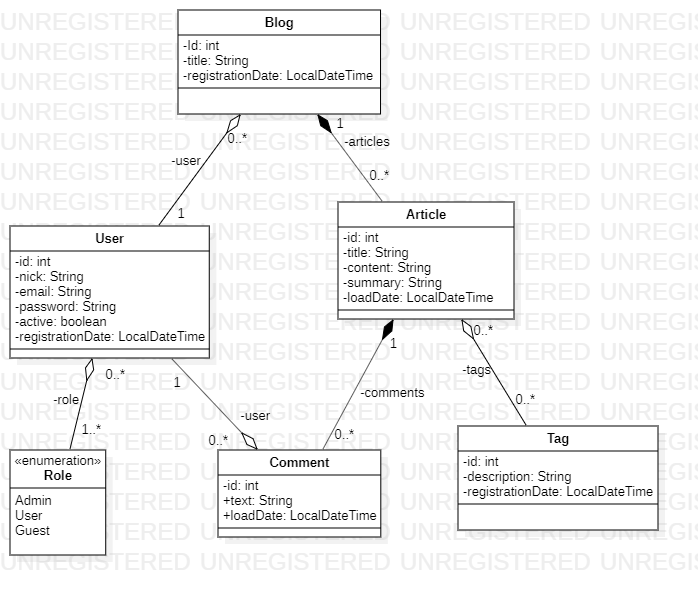 Blog
-Id: int
-title: String
-registrationDate: LocalDateTime
0..*
1
-articles
-user
0..*
1
User
-id: int
-nick: String
-email: String
-password: String
-active: boolean
-registrationDate: LocalDateTime
Article
-id: int
-title: String
-content: String
-summary: String
-loadDate: LocalDateTime
0..*
1
0..*
1
-role
-tags
-comments
0..*
-user
1..*
0..*
0..*
«enumeration»
Role
Admin
User
Guest
Comment
-id: int
+text: String
+loadDate: LocalDateTime
Tag
-id: int
-description: String
-registrationDate: LocalDateTime
UNREGISTERED UNREGISTERED UNREGISTERED